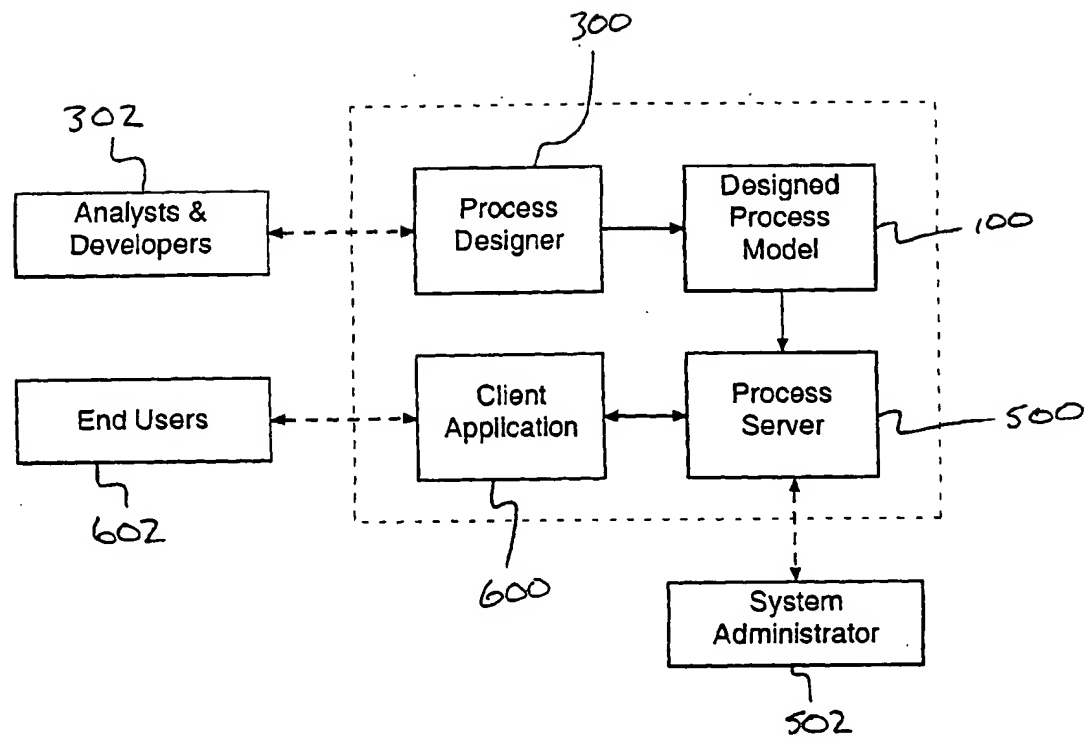 300
302
Analysts &
Developers
Process
Designer
Designed
Process
Model
100
End Users
Client
Application
Process
Server
500
602
600
System
Administrator
502